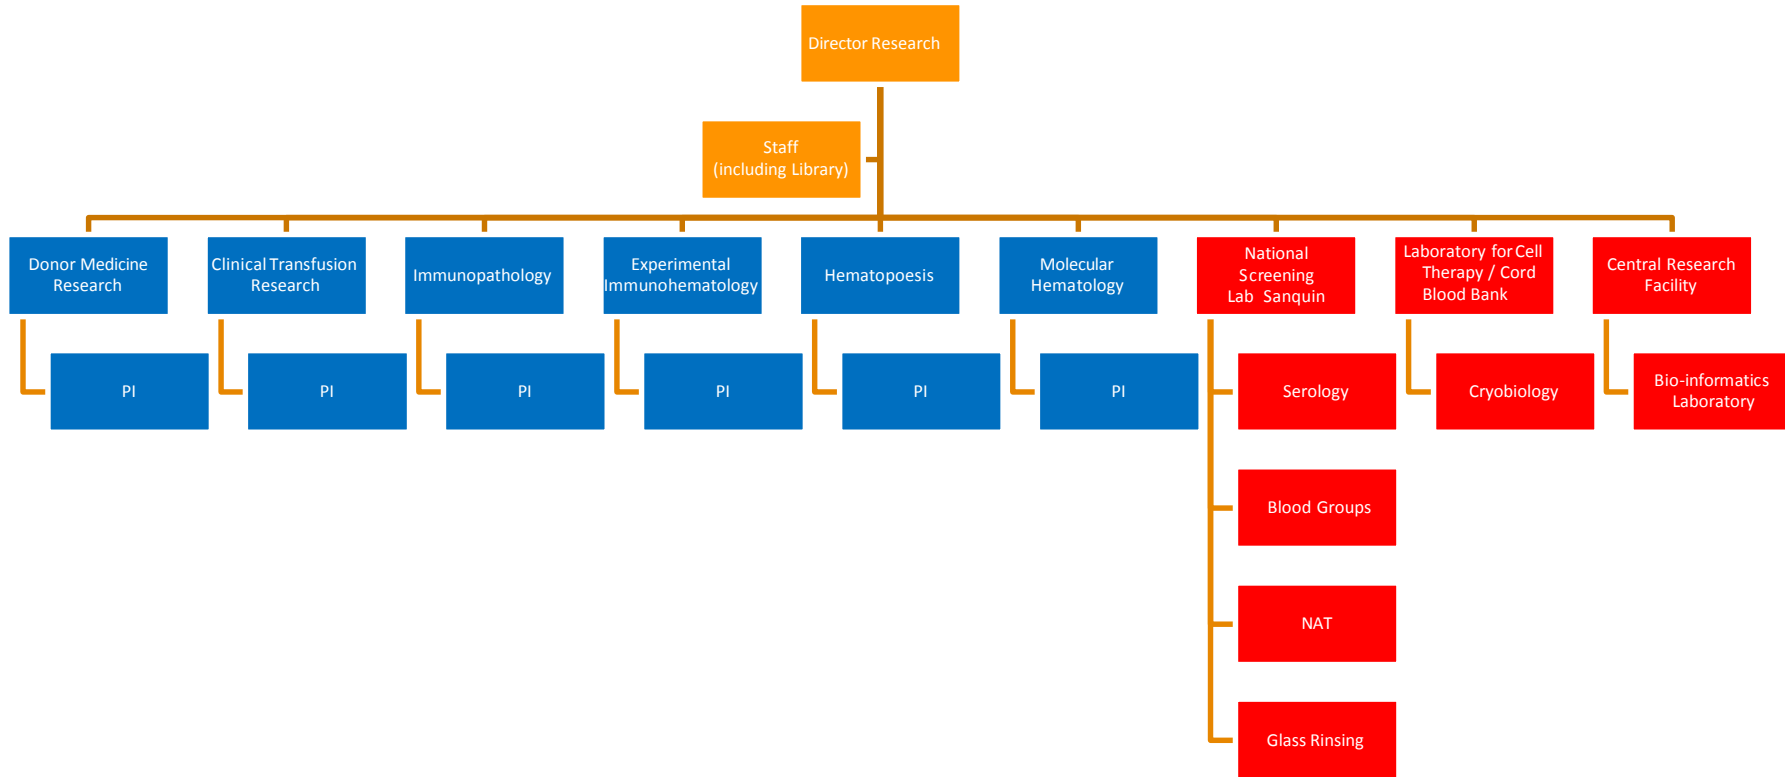 Director Research
Staff
(including Library)
Donor Medicine
Research
Clinical Transfusion
Research
Immunopathology
Experimental
Immunohematology
Hematopoesis
Molecular
Hematology
National
Screening
Lab Sanquin
Laboratory for Cell
Therapy / Cord
Blood Bank
Central Research
Facility
PI
PI
PI
PI
PI
PI
Serology
Cryobiology
Bio-informatics
Laboratory
Blood Groups
NAT
Glass Rinsing